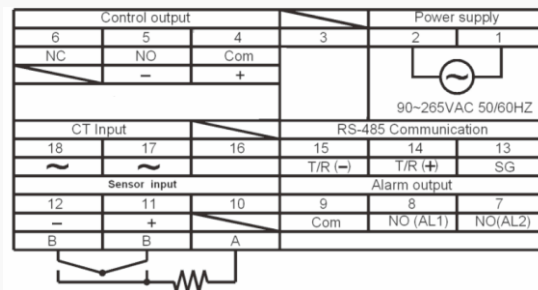 Control output Power supply
6 5 4 3 2 1
NC NO Com
− +
90~265VAC 50/60HZ
CT Input RS-485 Communication
18 17 16 15 14 13
~ ~ T/R (−) T/R (+) SG
Sensor input Alarm output
12 11 10 9 8 7
− + Com NO (AL1) NO(AL2)
B B A